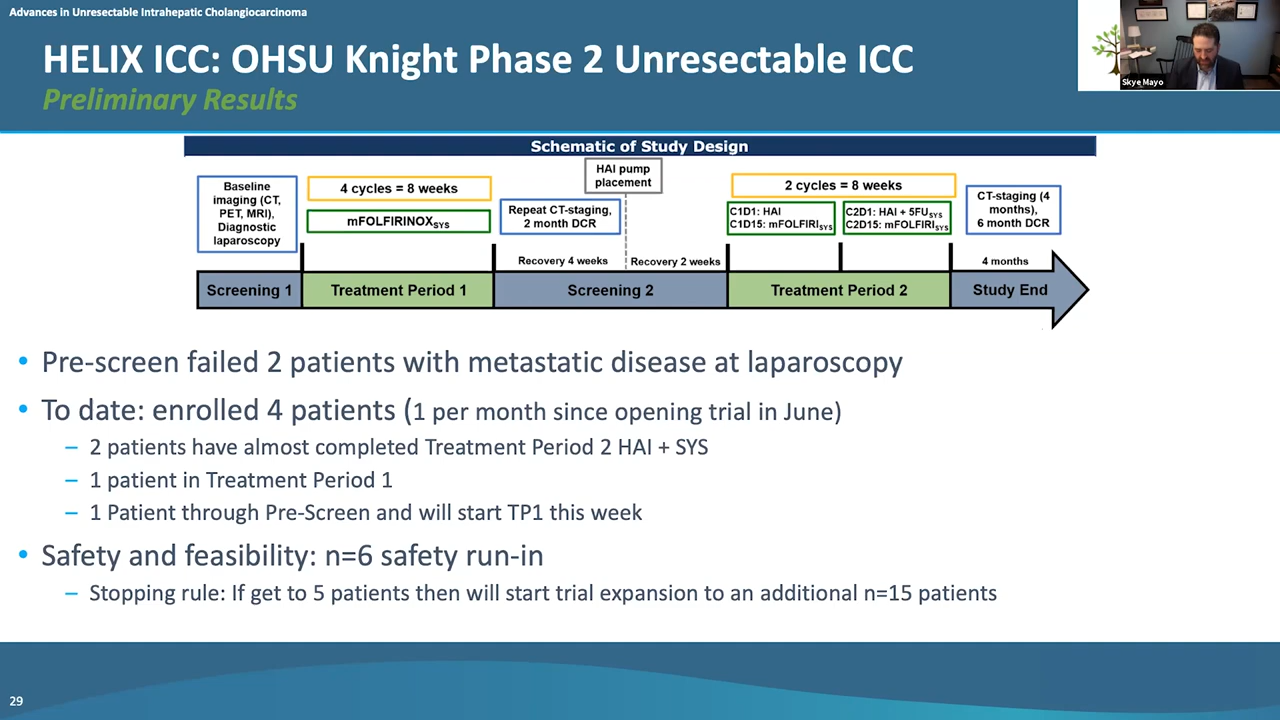 Advances in Unresectable Intrahepatic Cholangiocarcinoma
HELIX ICC: OHSU Knight Phase 2 Unresectable ICC
Preliminary Results
Skye Mayo
Schematic of Study Design
Baseline
imaging (CT,
PET, MRI),
Diagnostic
laparoscopy
4 cycles = 8 weeks
mFOLFIRINOXSYS
Repeat CT-staging,
2 month DCR
HAI pump
placement
Recovery 4 weeks
Recovery 2 weeks
2 cycles = 8 weeks
C1D1: HAI
C1D15: mFOLFIRISYS
C2D1: HAI + 5FUSYS
C2D15: mFOLFIRISYS
CT-staging (4
months),
6 month DCR
4 months
Screening 1
Treatment Period 1
Screening 2
Treatment Period 2
Study End
• Pre-screen failed 2 patients with metastatic disease at laparoscopy
• To date: enrolled 4 patients (1 per month since opening trial in June)
– 2 patients have almost completed Treatment Period 2 HAI + SYS
– 1 patient in Treatment Period 1
– 1 Patient through Pre-Screen and will start TP1 this week
• Safety and feasibility: n=6 safety run-in
– Stopping rule: If get to 5 patients then will start trial expansion to an additional n=15 patients
29